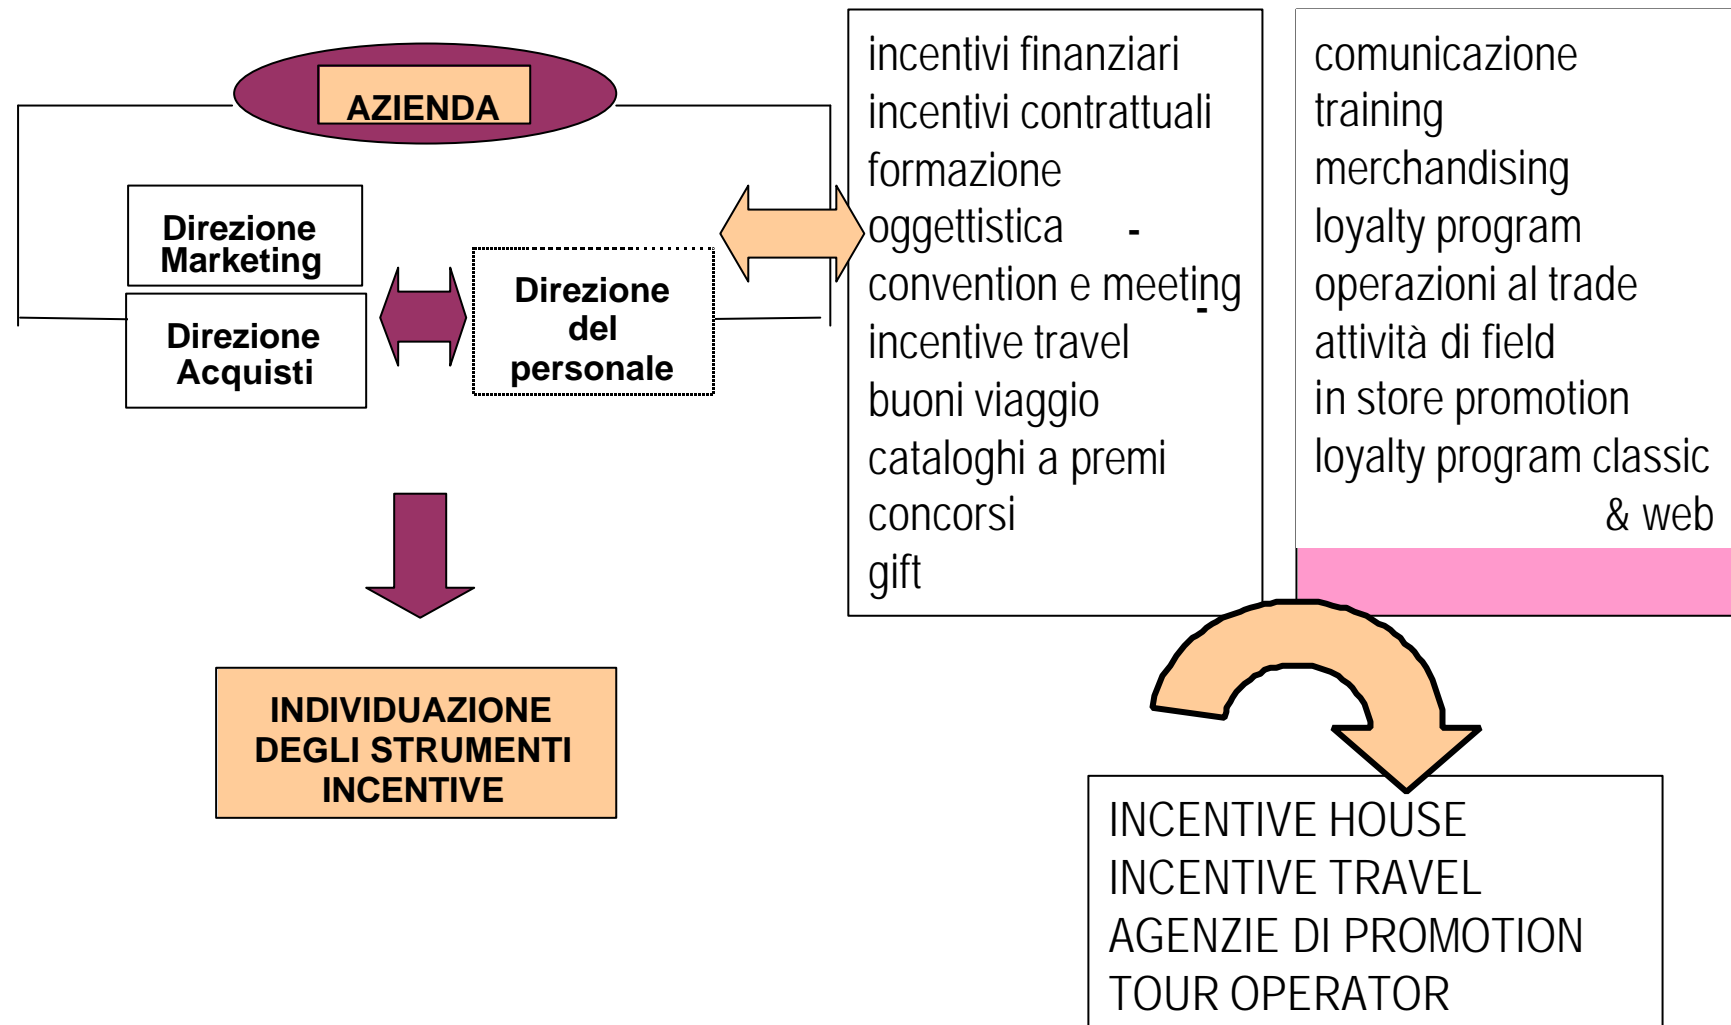 AZIENDA
Direzione
Marketing
Direzione
Acquisti
Direzione
del
personale
INDIVIDUAZIONE
DEGLI STRUMENTI
INCENTIVE
incentivi finanziari
incentivi contrattuali
formazione
oggettistica -
convention e meeting
-
incentive travel
buoni viaggio
cataloghi a premi
concorsi
gift
comunicazione
training
merchandising
loyalty program
operazioni al trade
attività di field
in store promotion
loyalty program classic
& web
INCENTIVE HOUSE
INCENTIVE TRAVEL
AGENZIE DI PROMOTION
TOUR OPERATOR